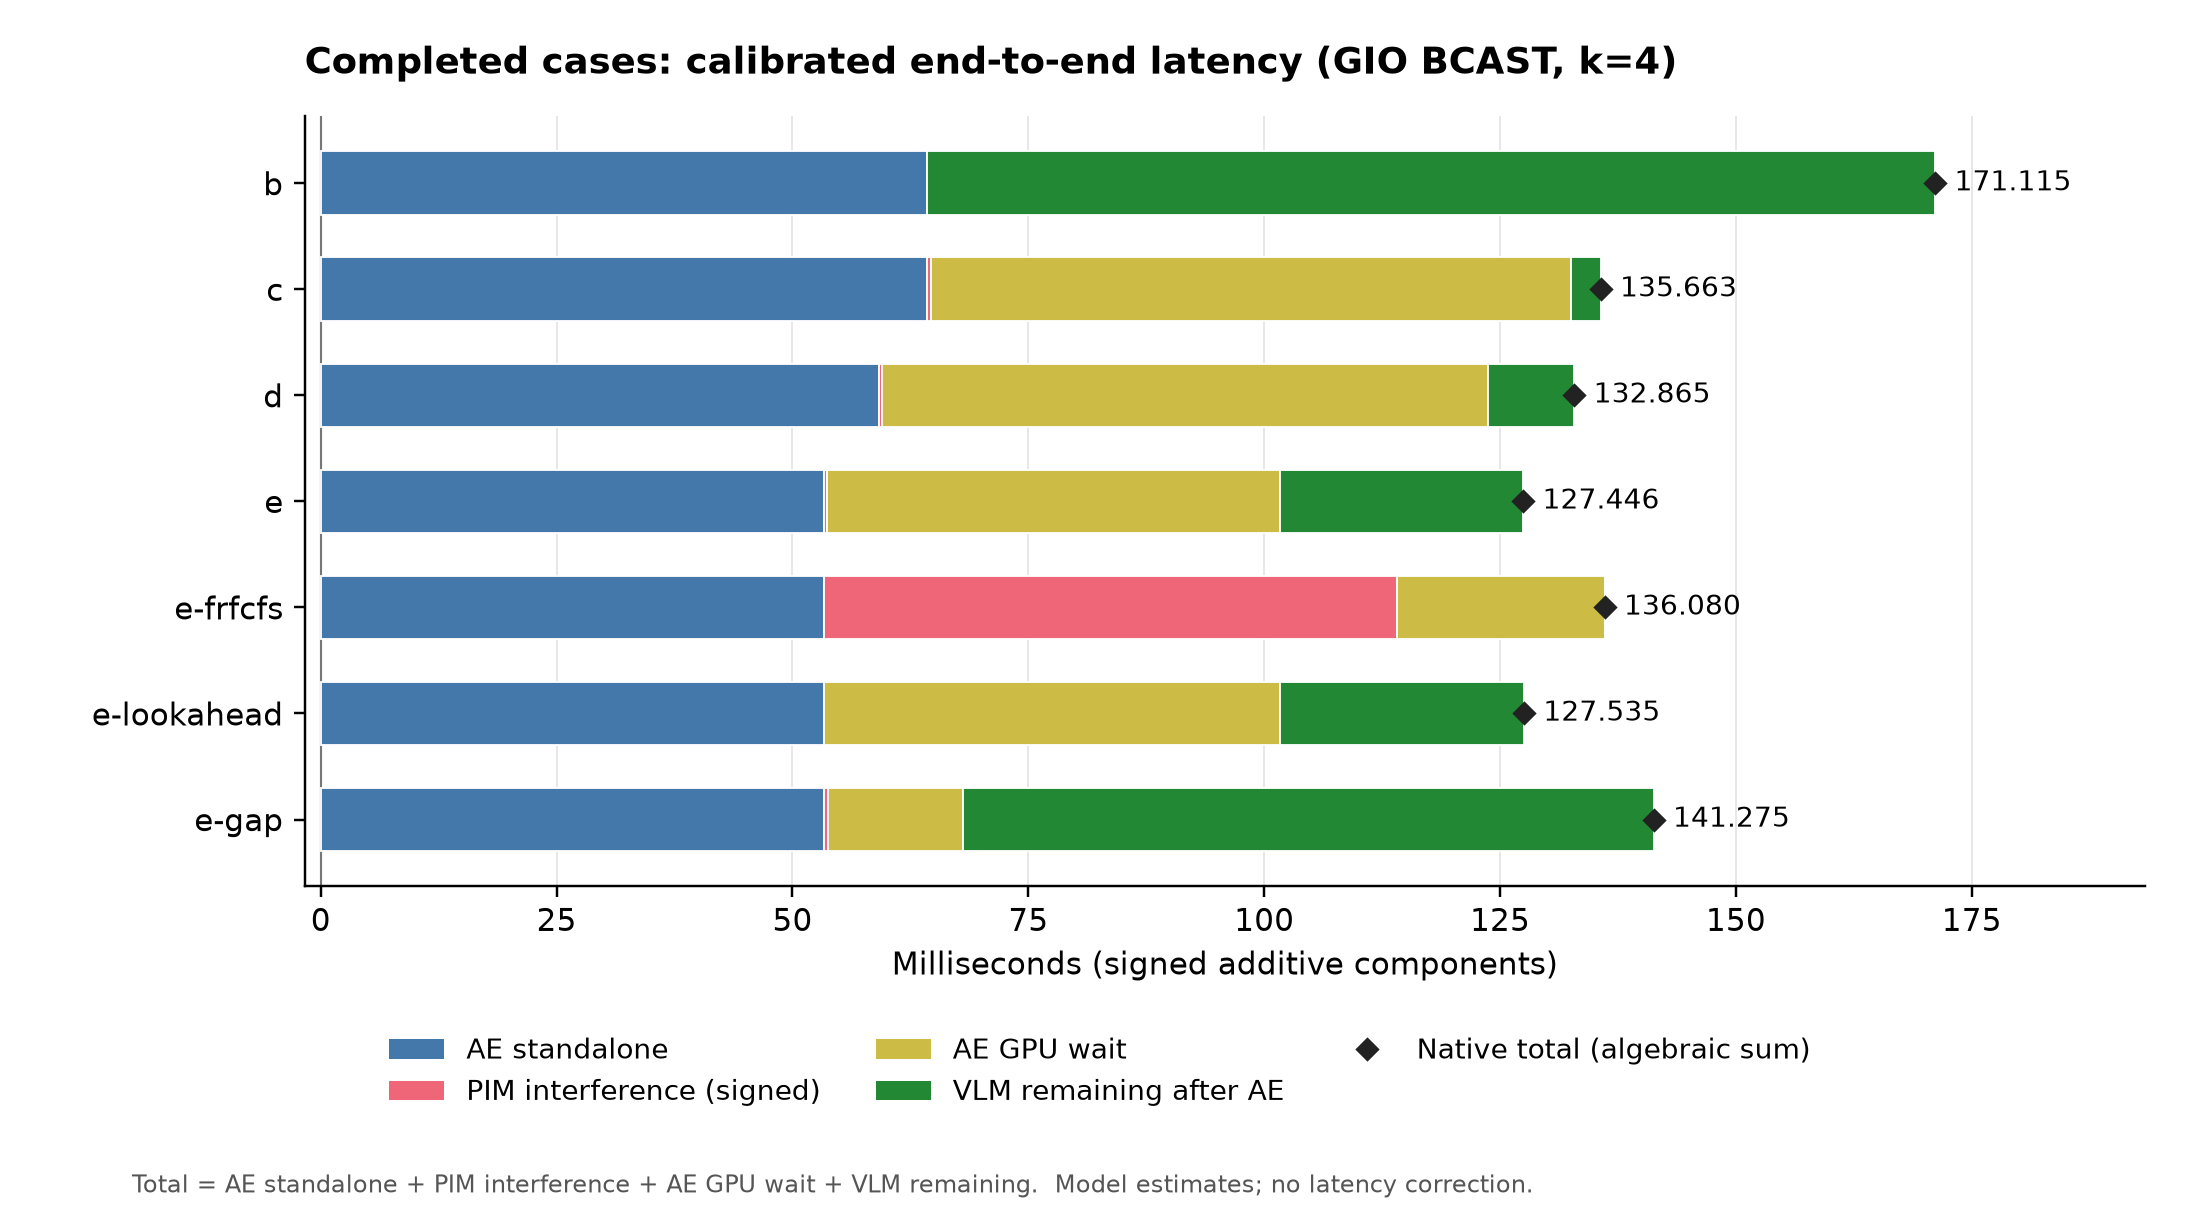 Completed cases: calibrated end-to-end latency (GIO BCAST, k=4)
b
171.115
c
135.663
d
132.865
e
127.446
e-frfcfs
136.080
e-lookahead
127.535
e-gap
141.275
0 25 50 75 100 125 150 175
Milliseconds (signed additive components)
AE standalone
PIM interference (signed)
AE GPU wait
VLM remaining after AE
Native total (algebraic sum)
Total = AE standalone + PIM interference + AE GPU wait + VLM remaining.  Model estimates; no latency correction.